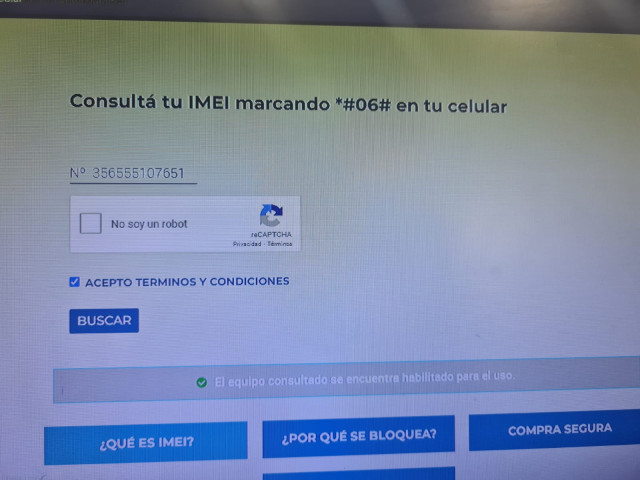 Consultá tu IMEI marcando *#06# en tu celular
Nº 356555107651
No soy un robot
reCAPTCHA
Privacidad - Términos
ACEPTO TERMINOS Y CONDICIONES
BUSCAR
El equipo consultado se encuentra habilitado para el uso.
¿QUÉ ES IMEI?
¿POR QUÉ SE BLOQUEA?
COMPRA SEGURA